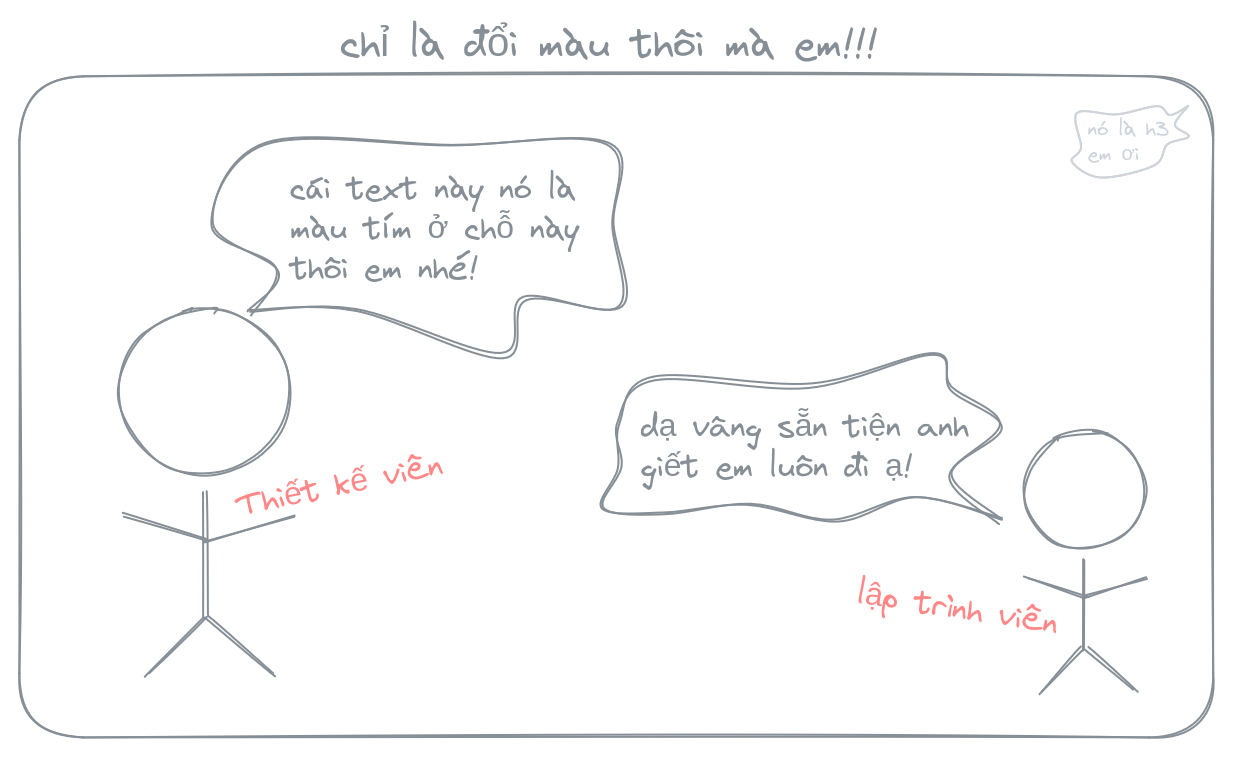 chỉ là đổi màu thôi mà em!!!
nó là h3
em ơi
cái text này nó là
màu tím ở chỗ này
thôi em nhé!
dạ vâng sẵn tiện anh
giết em luôn đi ạ!
Thiết kế viên
lập trình viên